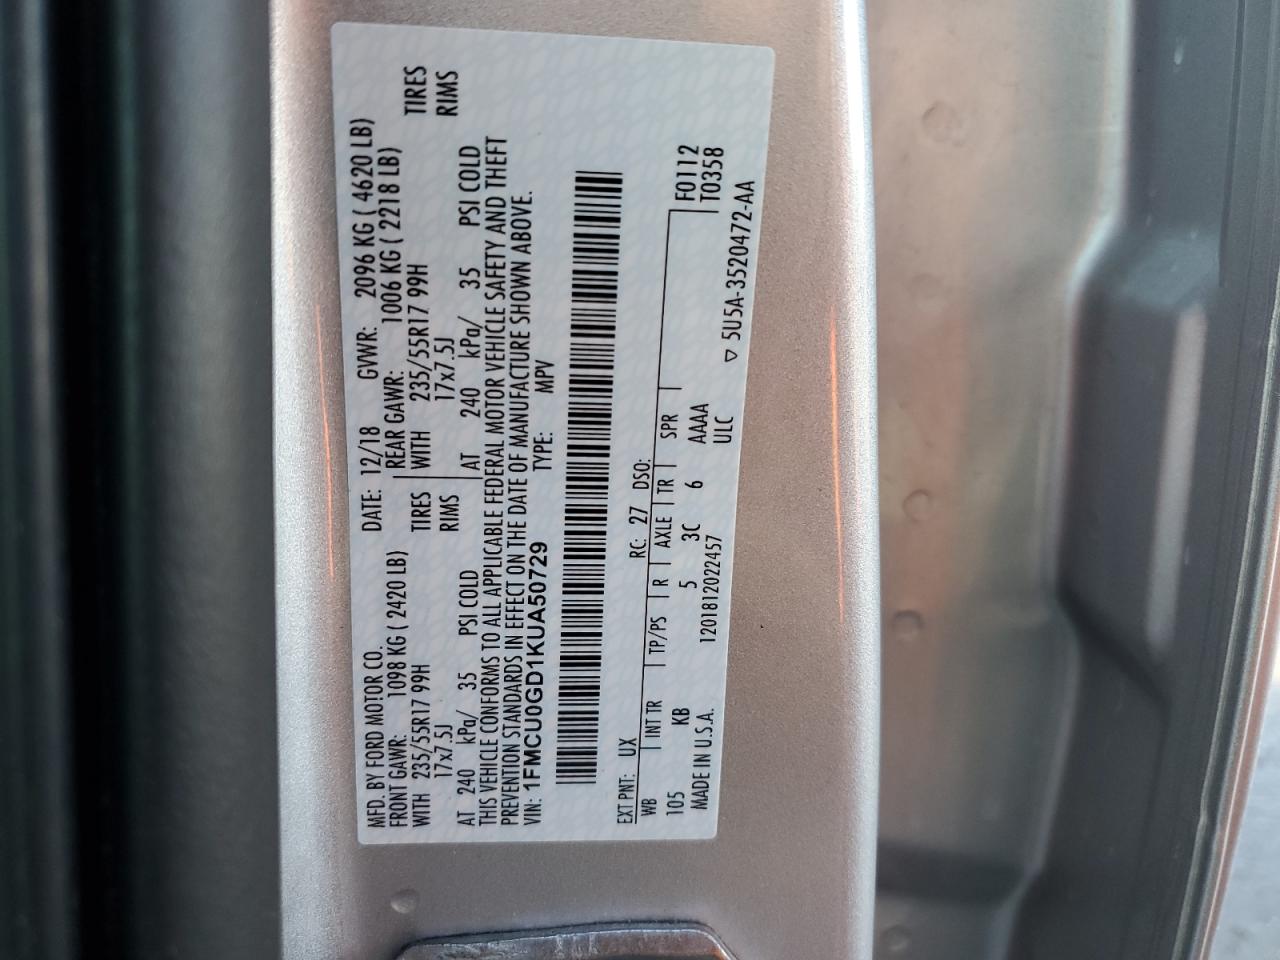 MFD. BY FORD MOTOR CO. DATE: 12/18 GVWR: 2096 KG ( 4620 LB)
FRONT GAWR: 1098 KG ( 2420 LB) REAR GAWR: 1006 KG ( 2218 LB)
WITH 235/55R17 99H TIRES WITH 235/55R17 99H TIRES
17x7.5J RIMS 17x7.5J RIMS
AT 240 kPa/ 35 PSI COLD AT 240 kPa/ 35 PSI COLD
THIS VEHICLE CONFORMS TO ALL APPLICABLE FEDERAL MOTOR VEHICLE SAFETY AND THEFT
PREVENTION STANDARDS IN EFFECT ON THE DATE OF MANUFACTURE SHOWN ABOVE.
VIN: 1FMCU0GD1KUA50729 TYPE: MPV
EXT PNT: UX RC: 27 DSO: F0112
WB INT TR TP/PS R AXLE TR SPR T0358
105 KB 5 3C 6 AAAA
MADE IN U.S.A. 1201812022457 ULC ▽ 5U5A-3520472-AA